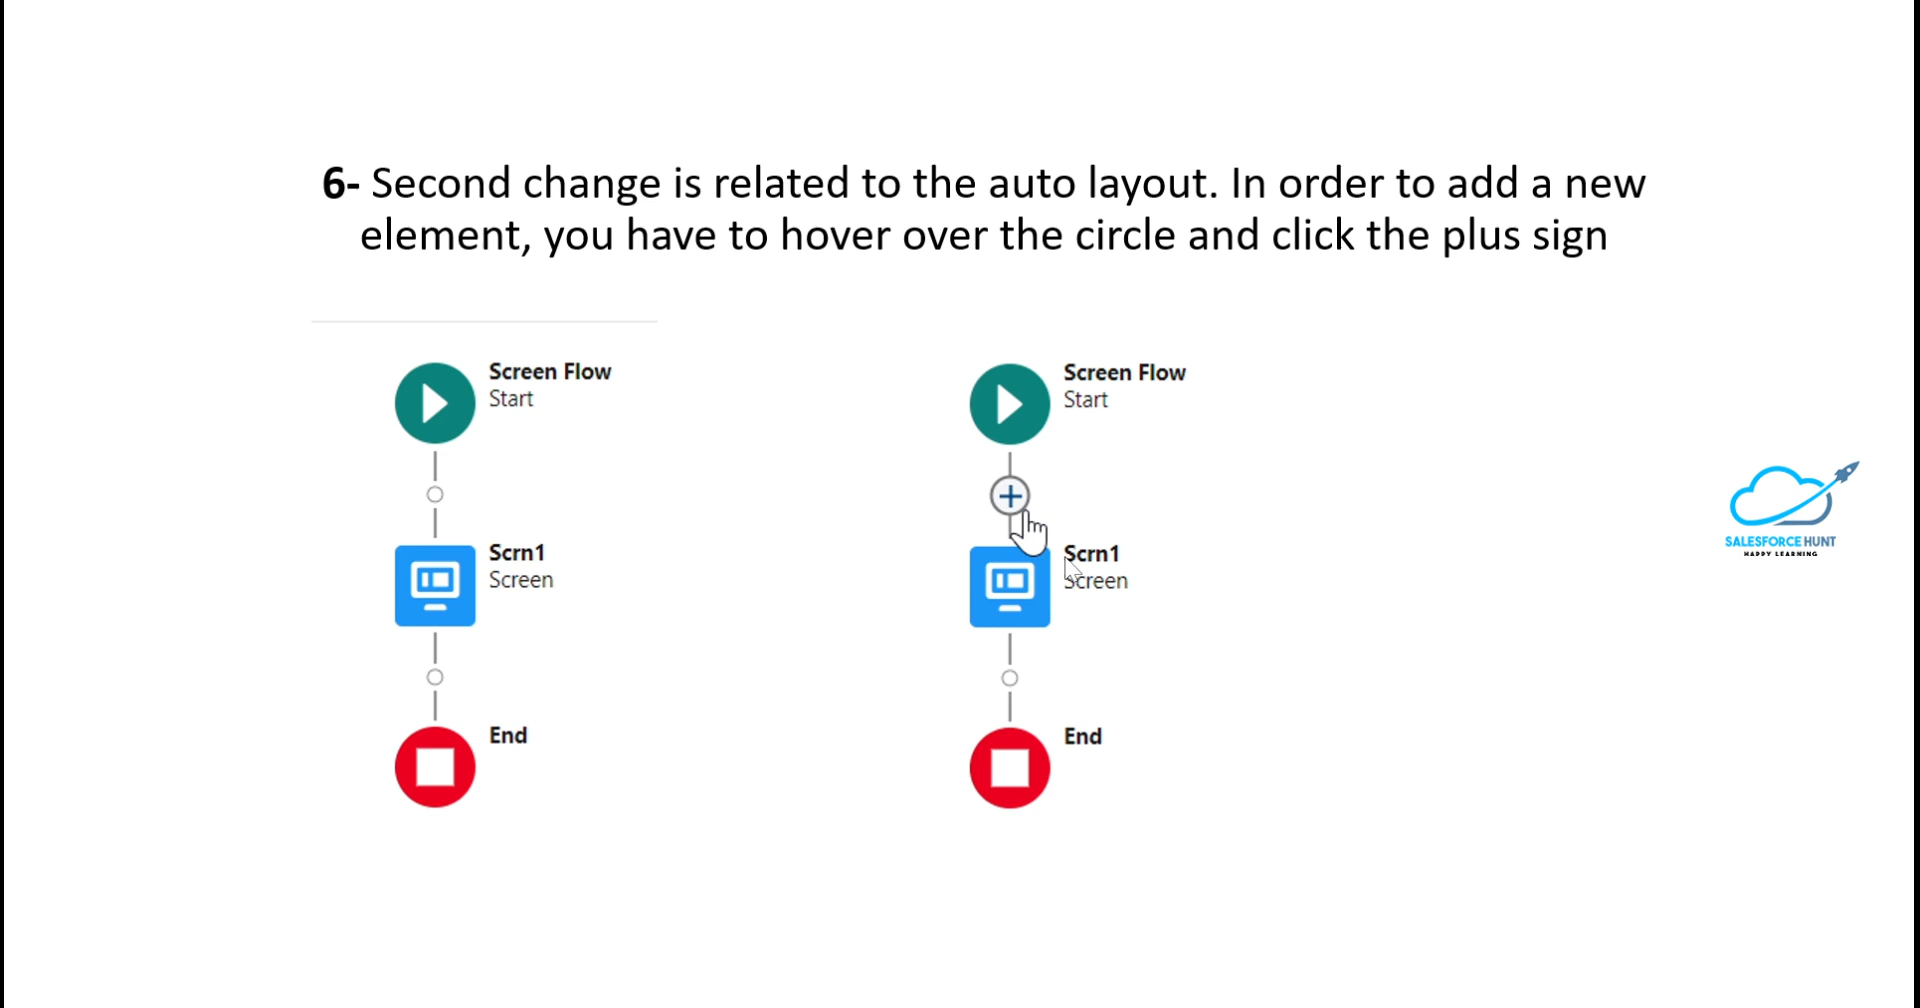 6- Second change is related to the auto layout. In order to add a new
element, you have to hover over the circle and click the plus sign
Screen Flow
Start
Scrn1
Screen
End
Screen Flow
Start
Scrn1
Screen
End
SALESFORCE HUNT
HAPPY LEARNING